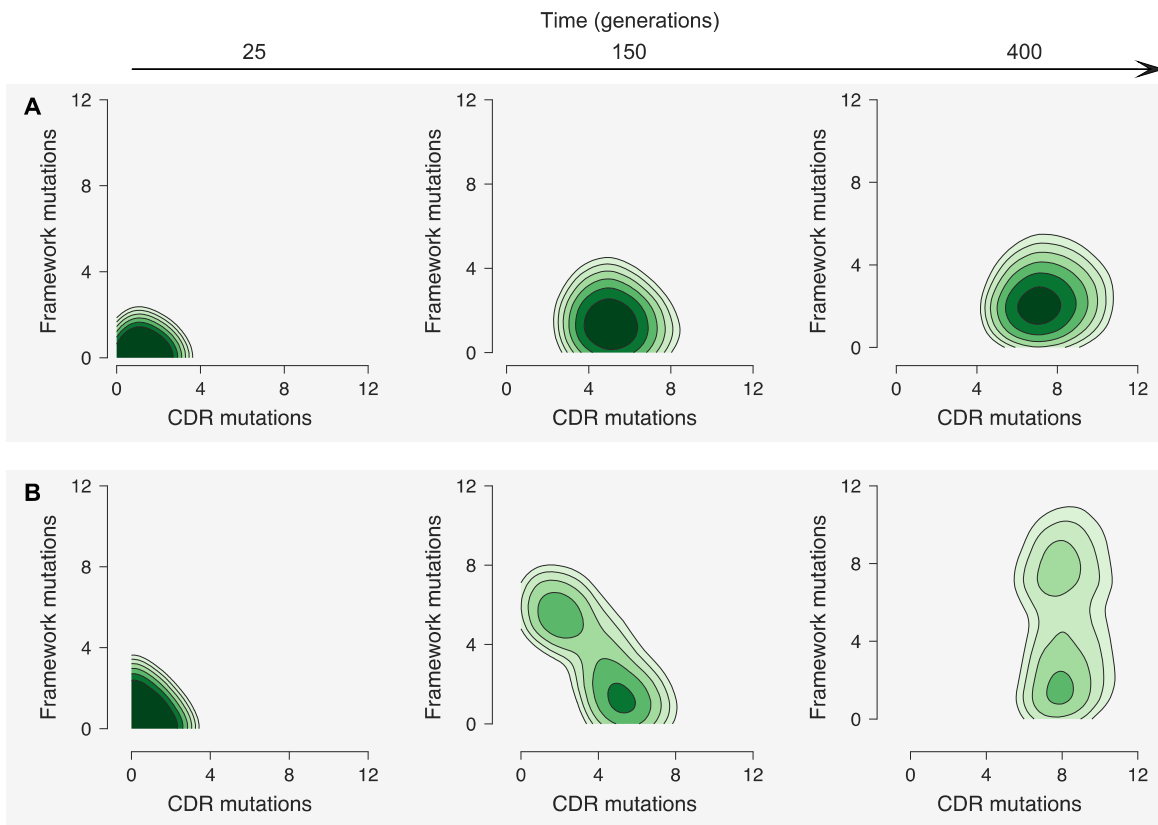 Time (generations)
25 150 400
A
12 12 12
8 8 8
4 4 4
0 0 0
Framework mutations Framework mutations Framework mutations
0 4 8 12 0 4 8 12 0 4 8 12
CDR mutations CDR mutations CDR mutations
B
12 12 12
8 8 8
4 4 4
0 0 0
Framework mutations Framework mutations Framework mutations
0 4 8 12 0 4 8 12 0 4 8 12
CDR mutations CDR mutations CDR mutations